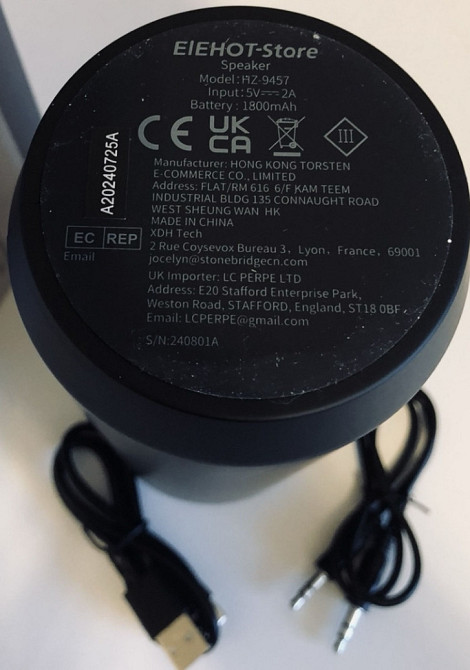 EIEHOT-Store
Speaker
Model:HZ-9457
Input:5V⎓2A
Battery : 1800mAh
CE UK CA III
A20240725A
Manufacturer: HONG KONG TORSTEN
E-COMMERCE CO., LIMITED
Address: FLAT/RM 616 6/F KAM TEEM
INDUSTRIAL BLDG 135 CONNAUGHT ROAD
WEST SHEUNG WAN HK
MADE IN CHINA
EC REP XDH Tech
2 Rue Coysevox Bureau 3, Lyon, France, 69001
Email jocelyn@stonebridgecn.com
UK Importer: LC PERPE LTD
Address: E20 Stafford Enterprise Park,
Weston Road, STAFFORD, England, ST18 0BF
Email: LCPERPE@gmail.com
S/N:240801A